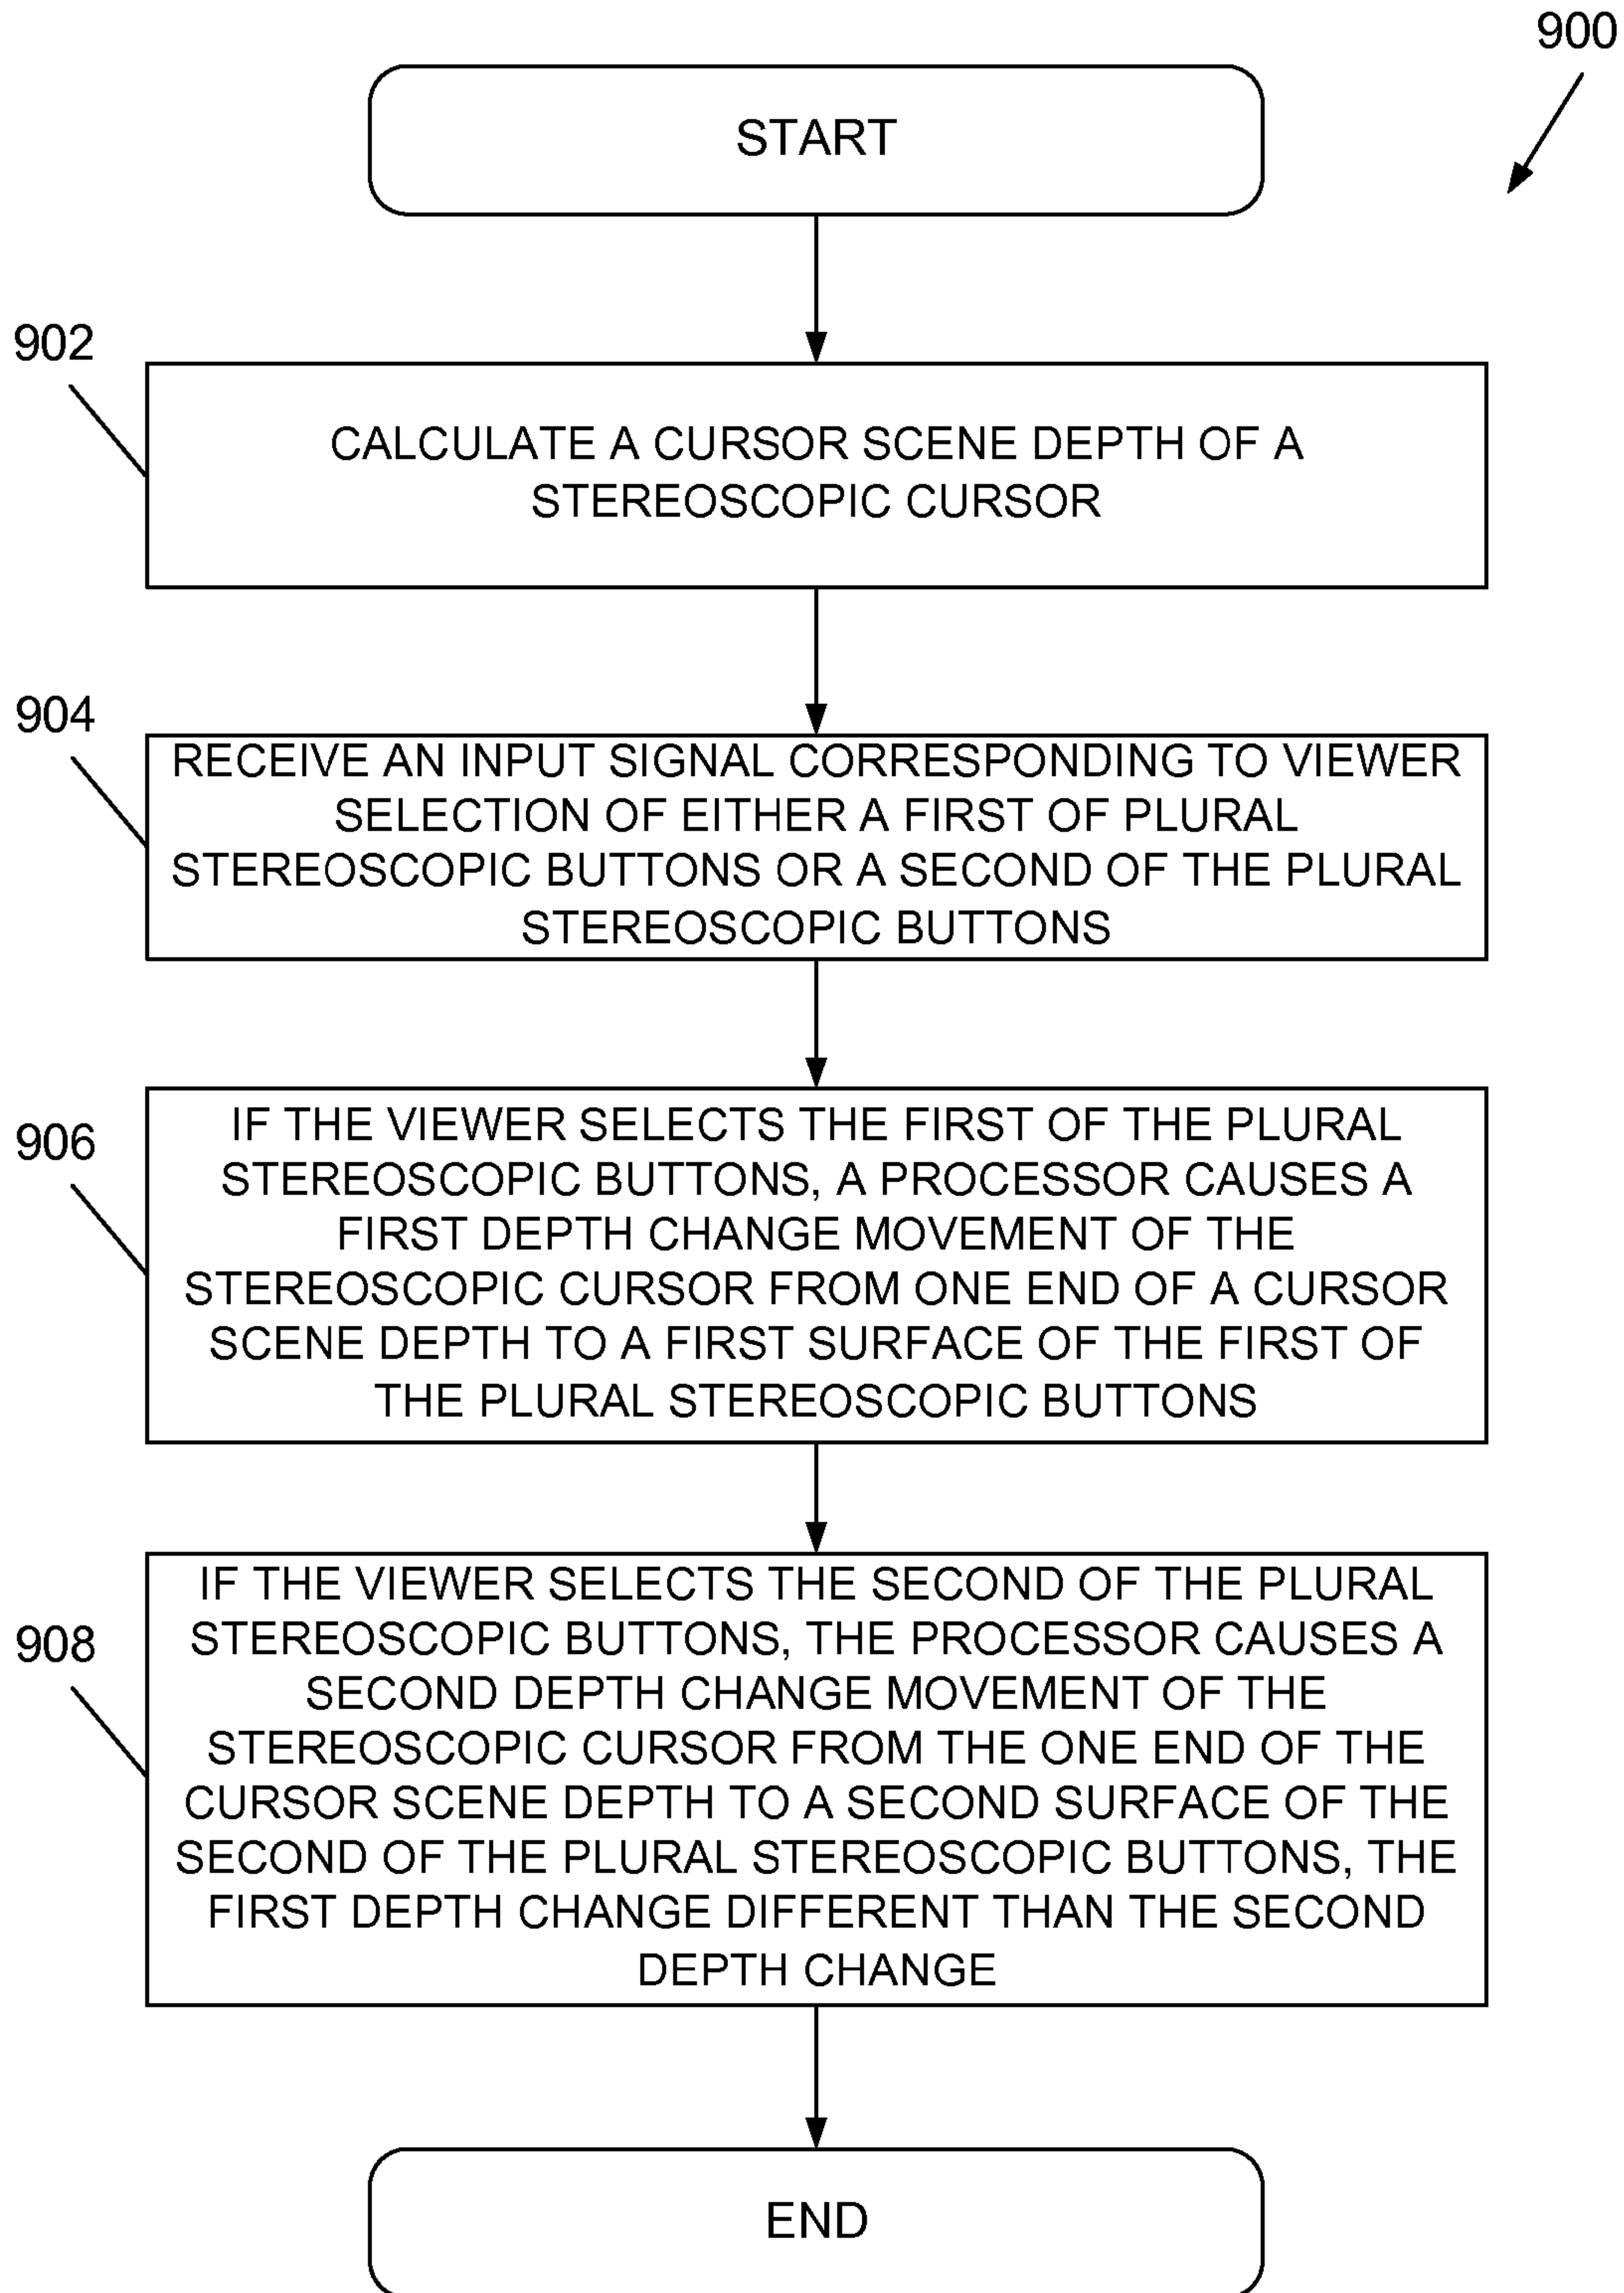 900
START
902
CALCULATE A CURSOR SCENE DEPTH OF A
STEREOSCOPIC CURSOR
904
RECEIVE AN INPUT SIGNAL CORRESPONDING TO VIEWER
SELECTION OF EITHER A FIRST OF PLURAL
STEREOSCOPIC BUTTONS OR A SECOND OF THE PLURAL
STEREOSCOPIC BUTTONS
906
IF THE VIEWER SELECTS THE FIRST OF THE PLURAL
STEREOSCOPIC BUTTONS, A PROCESSOR CAUSES A
FIRST DEPTH CHANGE MOVEMENT OF THE
STEREOSCOPIC CURSOR FROM ONE END OF A CURSOR
SCENE DEPTH TO A FIRST SURFACE OF THE FIRST OF
THE PLURAL STEREOSCOPIC BUTTONS
908
IF THE VIEWER SELECTS THE SECOND OF THE PLURAL
STEREOSCOPIC BUTTONS, THE PROCESSOR CAUSES A
SECOND DEPTH CHANGE MOVEMENT OF THE
STEREOSCOPIC CURSOR FROM THE ONE END OF THE
CURSOR SCENE DEPTH TO A SECOND SURFACE OF THE
SECOND OF THE PLURAL STEREOSCOPIC BUTTONS, THE
FIRST DEPTH CHANGE DIFFERENT THAN THE SECOND
DEPTH CHANGE
END